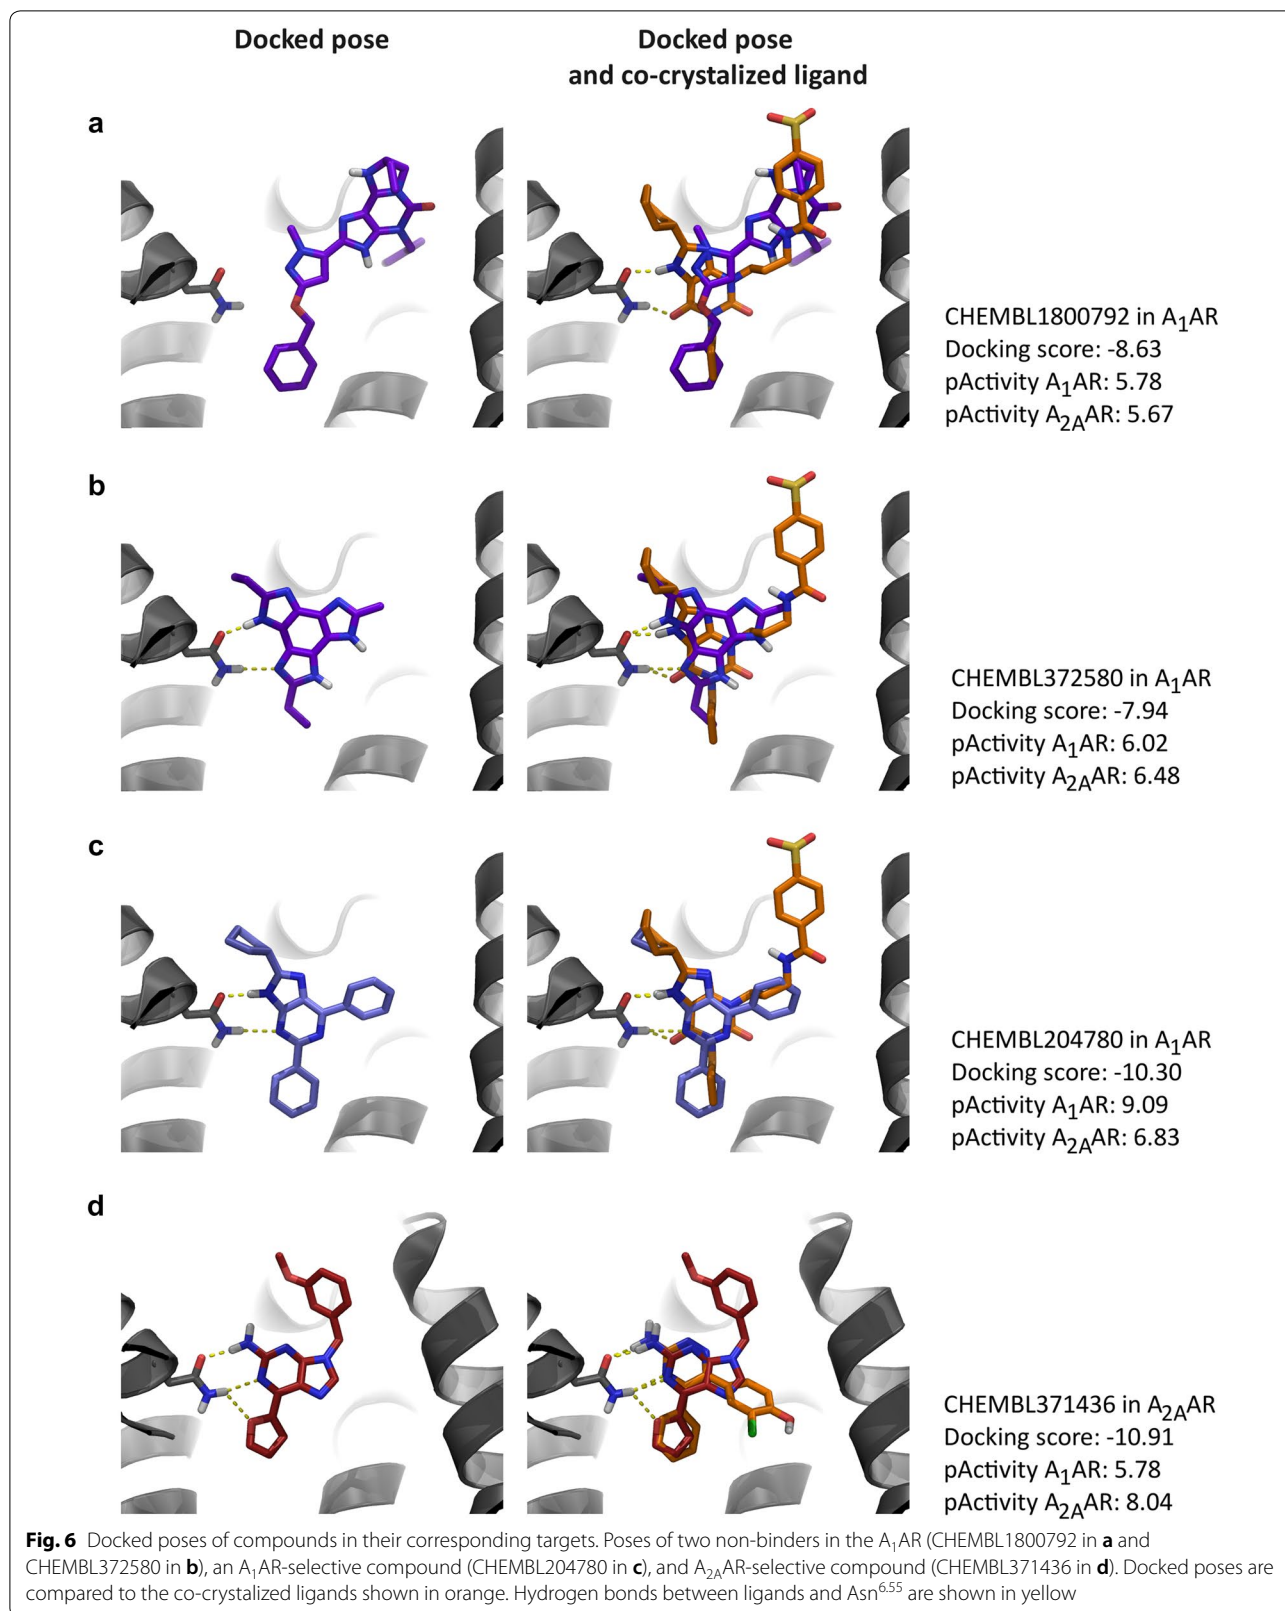 Docked pose
Docked pose
and co-crystalized ligand
a
CHEMBL1800792 in A1AR
Docking score: -8.63
pActivity A1AR: 5.78
pActivity A2AAR: 5.67
b
CHEMBL372580 in A1AR
Docking score: -7.94
pActivity A1AR: 6.02
pActivity A2AAR: 6.48
c
CHEMBL204780 in A1AR
Docking score: -10.30
pActivity A1AR: 9.09
pActivity A2AAR: 6.83
d
CHEMBL371436 in A2AAR
Docking score: -10.91
pActivity A1AR: 5.78
pActivity A2AAR: 8.04
Fig. 6 Docked poses of compounds in their corresponding targets. Poses of two non-binders in the A1AR (CHEMBL1800792 in a and
CHEMBL372580 in b), an A1AR-selective compound (CHEMBL204780 in c), and A2AAR-selective compound (CHEMBL371436 in d). Docked poses are
compared to the co-crystalized ligands shown in orange. Hydrogen bonds between ligands and Asn6.55 are shown in yellow